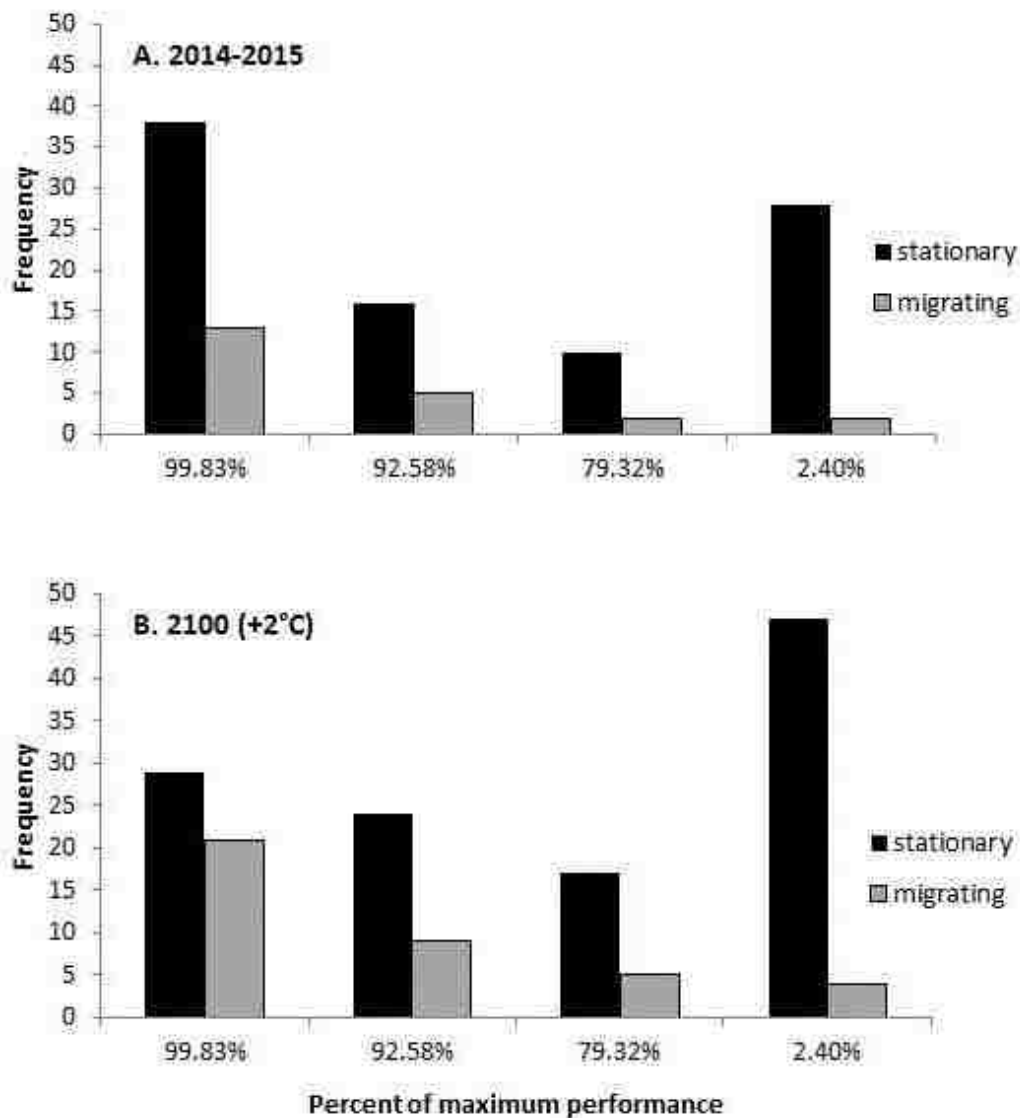 A. 2014-2015
Frequency
50
45
40
35
30
25
20
15
10
5
0
99.83% 92.58% 79.32% 2.40%
stationary
migrating
B. 2100 (+2°C)
Frequency
50
45
40
35
30
25
20
15
10
5
0
99.83% 92.58% 79.32% 2.40%
stationary
migrating
Percent of maximum performance